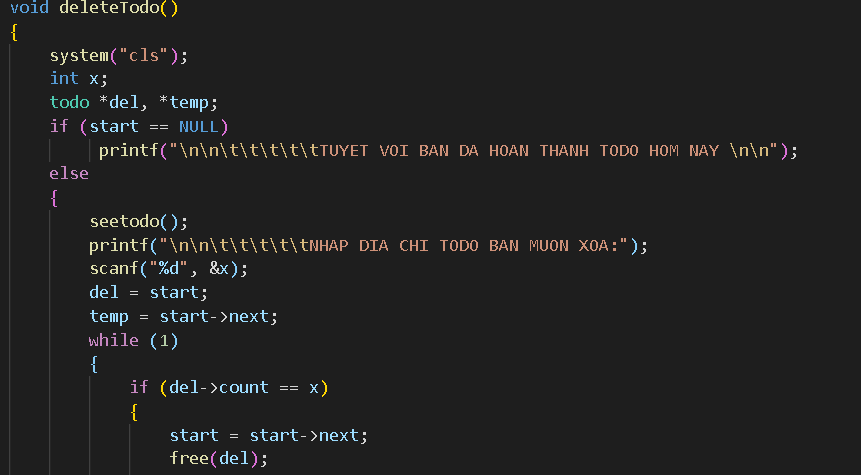 void deleteTodo()
{
    system("cls");
    int x;
    todo *del, *temp;
    if (start == NULL)
         printf("\n\n\t\t\t\t\tTUYET VOI BAN DA HOAN THANH TODO HOM NAY \n\n");
    else
    {
        seetodo();
        printf("\n\n\t\t\t\t\tNHAP DIA CHI TODO BAN MUON XOA:");
        scanf("%d", &x);
        del = start;
        temp = start->next;
        while (1)
        {
            if (del->count == x)
            {
                start = start->next;
                free(del);